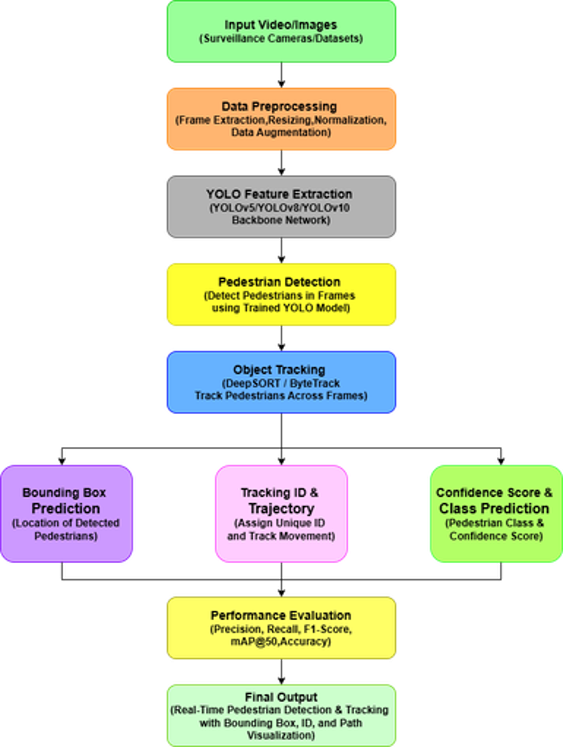 Input Video/Images
(Surveillance Cameras/Datasets)
Data Preprocessing
(Frame Extraction,Resizing,Normalization,
Data Augmentation)
YOLO Feature Extraction
(YOLOv5/YOLOv8/YOLOv10
Backbone Network)
Pedestrian Detection
(Detect Pedestrians in Frames
using Trained YOLO Model)
Object Tracking
(DeepSORT / ByteTrack
Track Pedestrians Across Frames)
Bounding Box
Prediction
(Location of Detected
Pedestrians)
Tracking ID &
Trajectory
(Assign Unique ID
and Track Movement)
Confidence Score &
Class Prediction
(Pedestrian Class &
Confidence Score)
Performance Evaluation
(Precision, Recall, F1-Score,
mAP@50,Accuracy)
Final Output
(Real-Time Pedestrian Detection & Tracking
with Bounding Box, ID, and Path
Visualization)